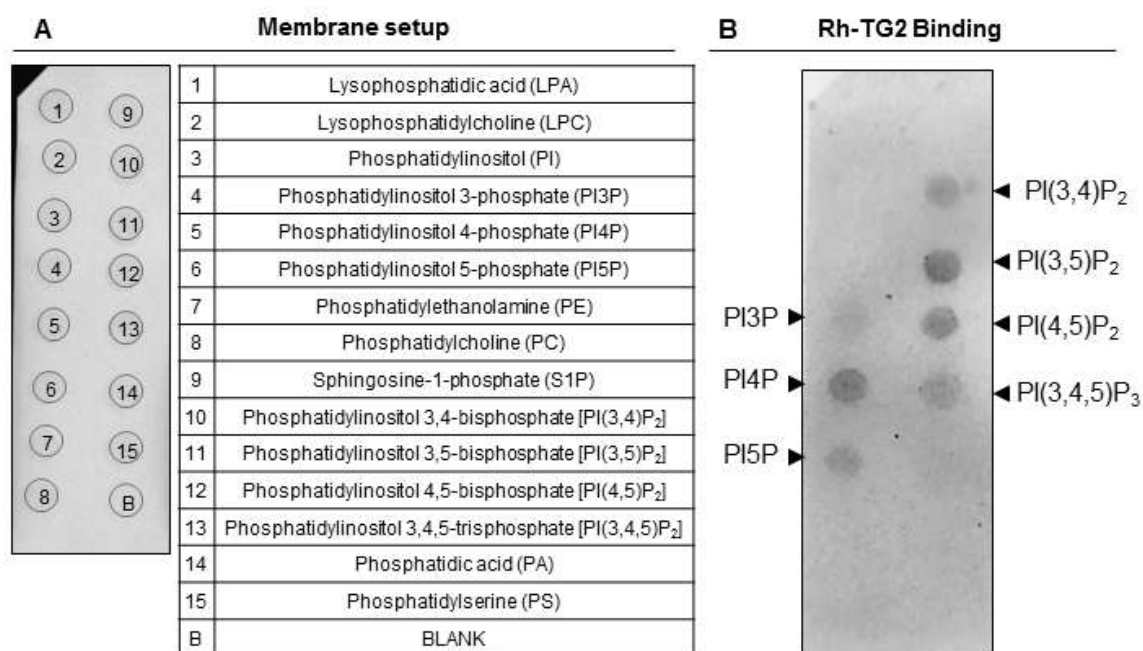 A Membrane setup
1 9
2 10
3 11
4 12
5 13
6 14
7 15
8 B
1 Lysophosphatidic acid (LPA)
2 Lysophosphatidylcholine (LPC)
3 Phosphatidylinositol (PI)
4 Phosphatidylinositol 3-phosphate (PI3P)
5 Phosphatidylinositol 4-phosphate (PI4P)
6 Phosphatidylinositol 5-phosphate (PI5P)
7 Phosphatidylethanolamine (PE)
8 Phosphatidylcholine (PC)
9 Sphingosine-1-phosphate (S1P)
10 Phosphatidylinositol 3,4-bisphosphate [PI(3,4)P₂]
11 Phosphatidylinositol 3,5-bisphosphate [PI(3,5)P₂]
12 Phosphatidylinositol 4,5-bisphosphate [PI(4,5)P₂]
13 Phosphatidylinositol 3,4,5-trisphosphate [PI(3,4,5)P₂]
14 Phosphatidic acid (PA)
15 Phosphatidylserine (PS)
B BLANK
B Rh-TG2 Binding
PI(3,4)P₂
PI(3,5)P₂
PI3P PI(4,5)P₂
PI4P PI(3,4,5)P₃
PI5P